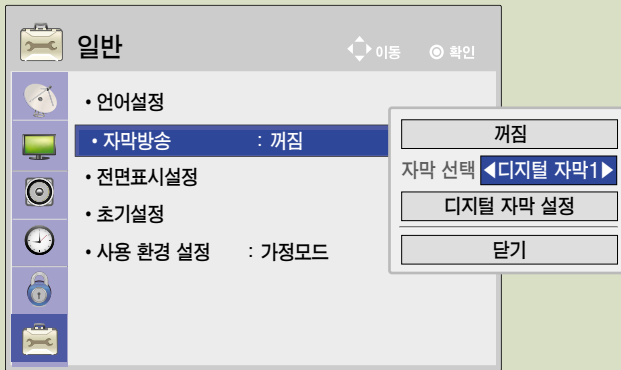 일반
이동 확인
• 언어설정
• 자막방송 : 꺼짐
• 전면표시설정
• 초기설정
• 사용 환경 설정 : 가정모드
꺼짐
자막 선택 ◀디지털 자막1▶
디지털 자막 설정
닫기